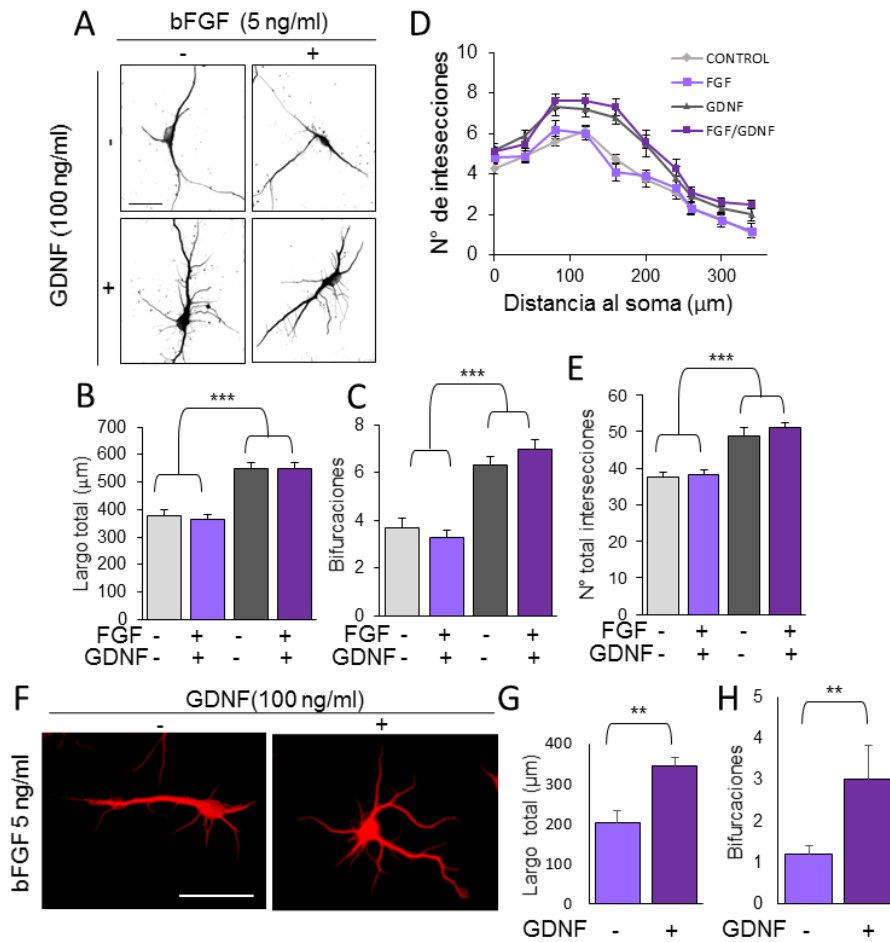 A
bFGF (5 ng/ml)
- +
GDNF (100 ng/ml)
-
+
D
N° de inteseccciones
10
8
6
4
2
0
0 100 200 300
Distancia al soma (µm)
CONTROL
FGF
GDNF
FGF/GDNF
B
***
Largo total (µm)
700
600
500
400
300
200
100
0
FGF - + - +
GDNF - + - +
C
***
Bifurcaciones
8
6
4
2
0
- + - +
- + - +
E
***
N° total intersecciones
60
50
40
30
20
10
0
FGF - + - +
GDNF - + - +
F
GDNF(100 ng/ml)
- +
bFGF 5 ng/ml
G
**
Largo total (µm)
400
300
200
100
0
GDNF - +
H
**
Bifurcaciones
5
4
3
2
1
0
GDNF - +